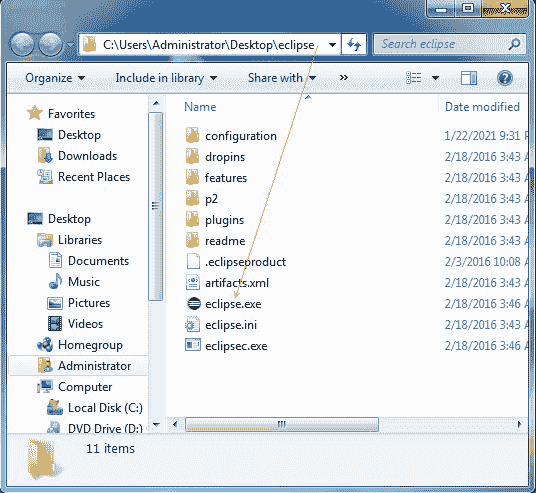 C:\Users\Administrator\Desktop\eclipse
Search eclipse
Organize
Include in library
Share with
»
Name
Date modified
Favorites
Desktop
Downloads
Recent Places
Desktop
Libraries
Documents
Music
Pictures
Videos
Homegroup
Administrator
Computer
Local Disk (C:)
DVD Drive (D:)
configuration 1/22/2021 9:31 P
dropins 2/18/2016 3:43 A
features 2/18/2016 3:43 A
p2 2/18/2016 3:43 A
plugins 2/18/2016 3:43 A
readme 2/18/2016 3:43 A
.eclipseproduct 2/3/2016 10:08 A
artifacts.xml 2/18/2016 3:43 A
eclipse.exe 2/18/2016 3:46 A
eclipse.ini 2/18/2016 3:43 A
eclipsec.exe 2/18/2016 3:46 A
11 items